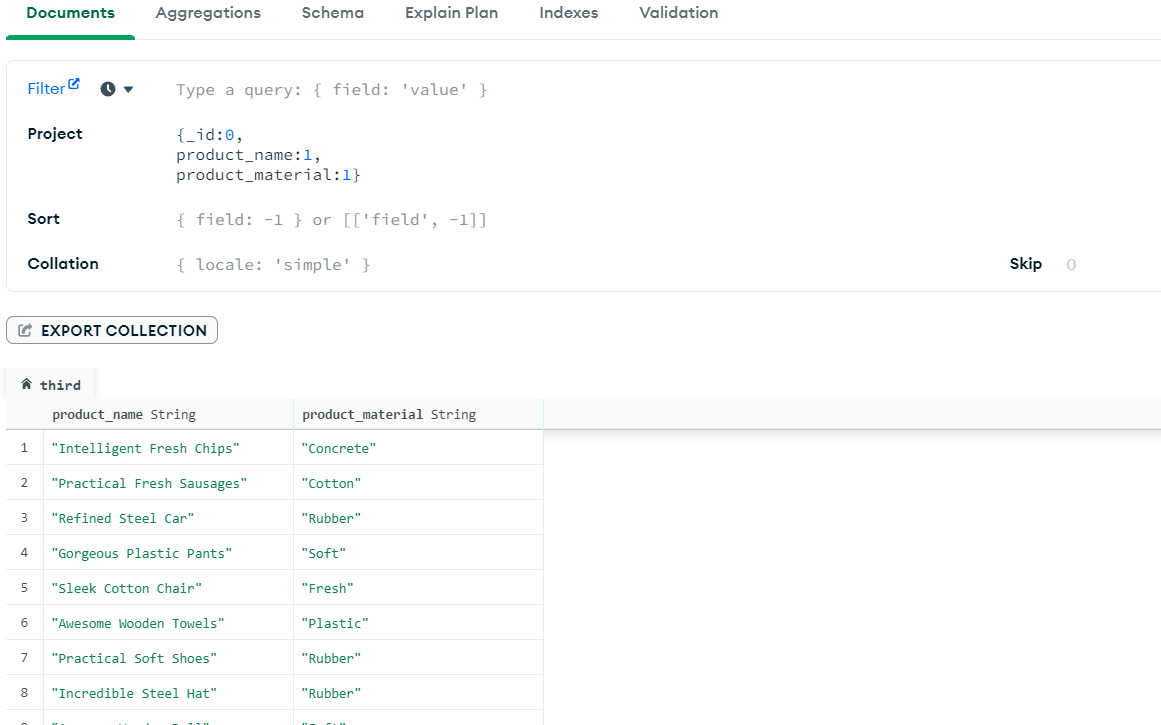 Documents Aggregations Schema Explain Plan Indexes Validation
Filter Type a query: { field: 'value' }
Project {_id:0,
product_name:1,
product_material:1}
Sort { field: -1 } or [['field', -1]]
Collation { locale: 'simple' } Skip 0
EXPORT COLLECTION
third
product_name String product_material String
1 "Intelligent Fresh Chips" "Concrete"
2 "Practical Fresh Sausages" "Cotton"
3 "Refined Steel Car" "Rubber"
4 "Gorgeous Plastic Pants" "Soft"
5 "Sleek Cotton Chair" "Fresh"
6 "Awesome Wooden Towels" "Plastic"
7 "Practical Soft Shoes" "Rubber"
8 "Incredible Steel Hat" "Rubber"